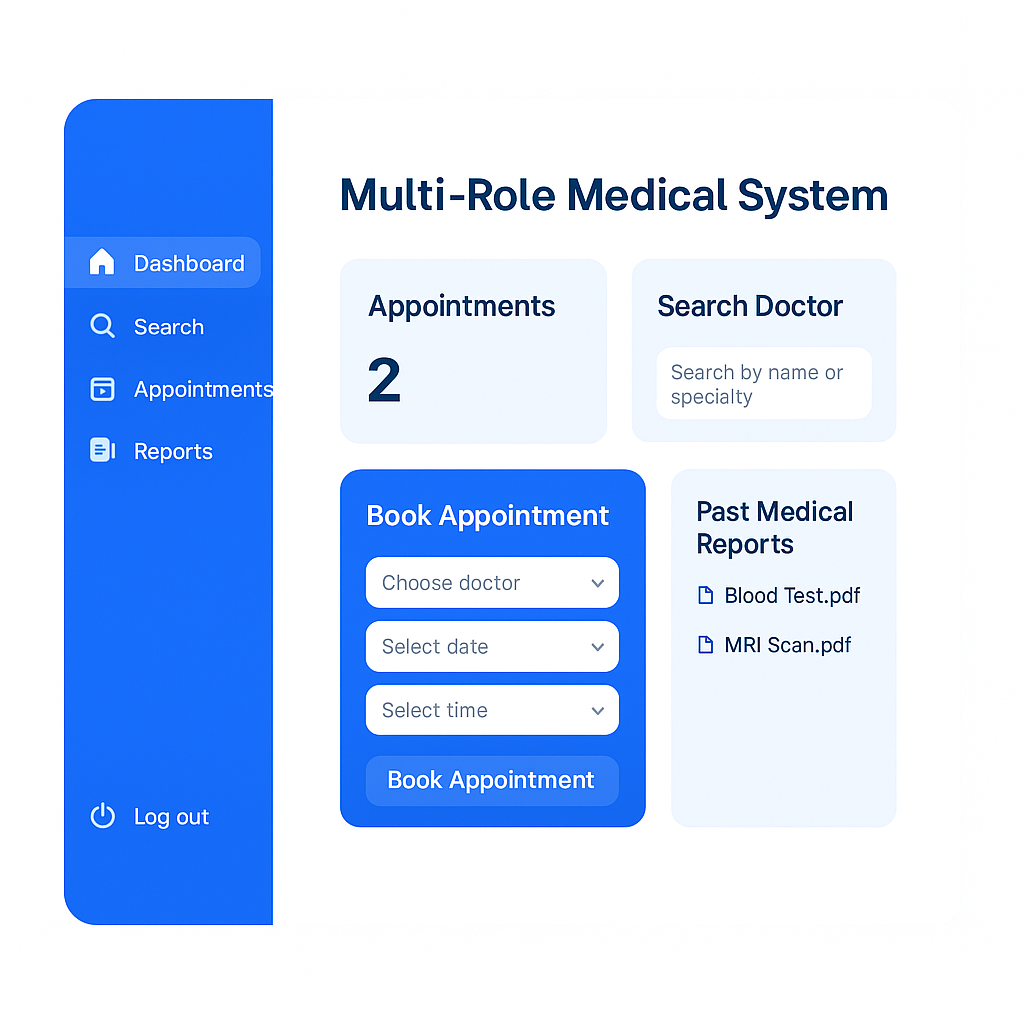 Dashboard
Search
Appointments
Reports
Log out
Multi-Role Medical System
Appointments
2
Search Doctor
Search by name or
specialty
Book Appointment
Choose doctor
Select date
Select time
Book Appointment
Past Medical
Reports
Blood Test.pdf
MRI Scan.pdf